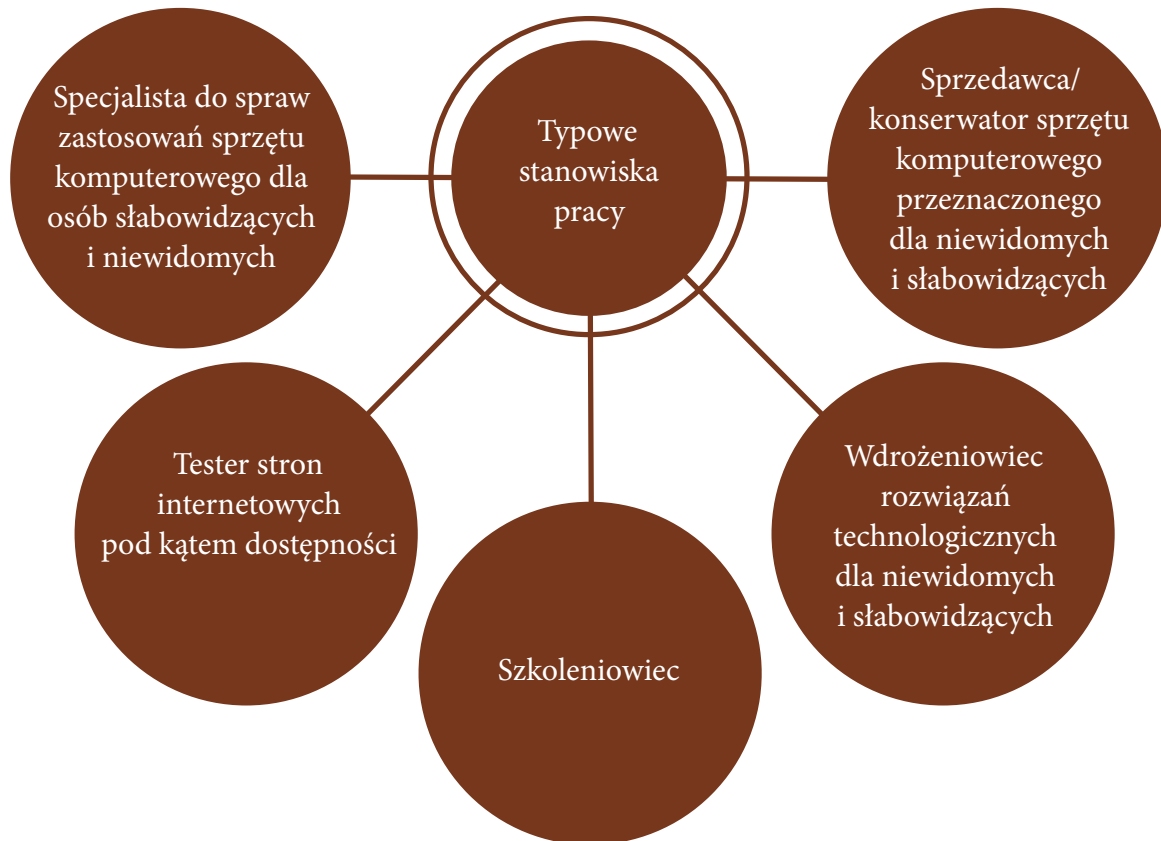 Typowe
stanowiska
pracy
Specjalista do spraw
zastosowań sprzętu
komputerowego dla
osób słabowidzących
i niewidomych
Sprzedawca/
konserwator sprzętu
komputerowego
przeznaczonego
dla niewidomych
i słabowidzących
Tester stron
internetowych
pod kątem dostępności
Szkoleniowiec
Wdrożeniowiec
rozwiązań
technologicznych
dla niewidomych
i słabowidzących